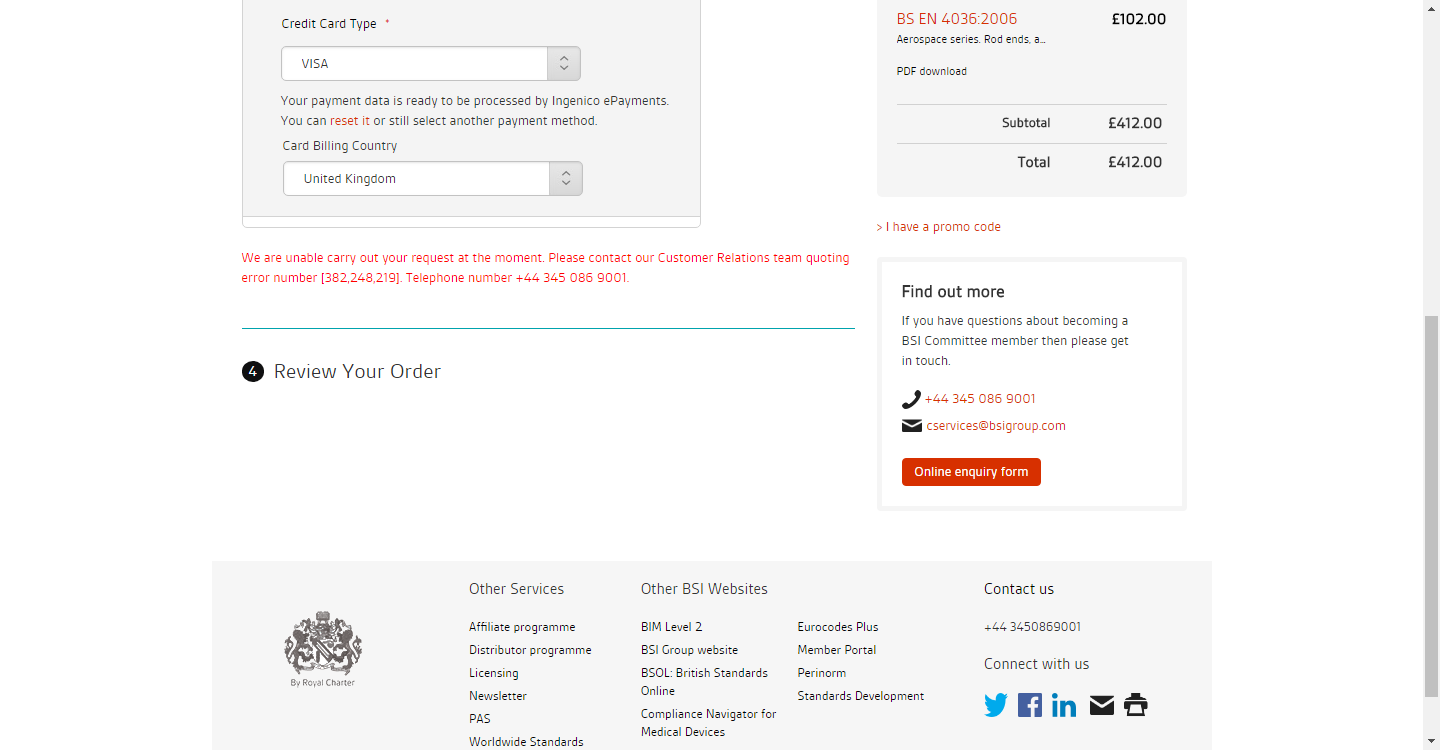 Credit Card Type *
VISA
Your payment data is ready to be processed by Ingenico ePayments.
You can reset it or still select another payment method.
Card Billing Country
United Kingdom
We are unable carry out your request at the moment. Please contact our Customer Relations team quoting
error number [382,248,219]. Telephone number +44 345 086 9001.
4 Review Your Order
BS EN 4036:2006 £102.00
Aerospace series. Rod ends, a...
PDF download
Subtotal £412.00
Total £412.00
> I have a promo code
Find out more
If you have questions about becoming a
BSI Committee member then please get
in touch.
+44 345 086 9001
cservices@bsigroup.com
Online enquiry form
By Royal Charter
Other Services
Affiliate programme
Distributor programme
Licensing
Newsletter
PAS
Worldwide Standards
Other BSI Websites
BIM Level 2
BSI Group website
BSOL: British Standards
Online
Compliance Navigator for
Medical Devices
Eurocodes Plus
Member Portal
Perinorm
Standards Development
Contact us
+44 3450869001
Connect with us